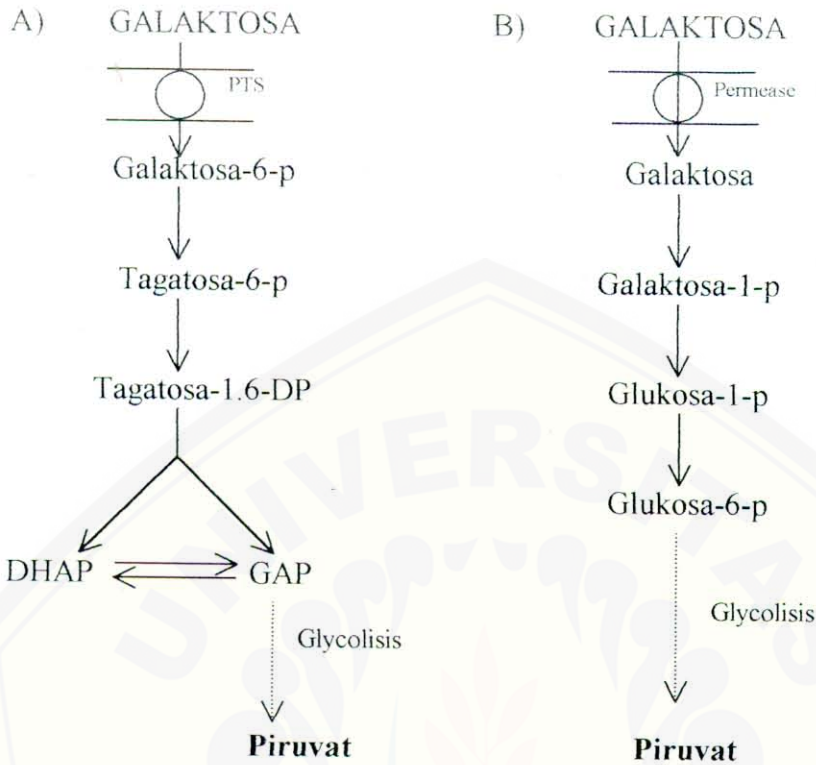 A)
GALAKTOSA
PTS
Galaktosa-6-p
Tagatosa-6-p
Tagatosa-1.6-DP
DHAP
GAP
Glycolisis
Piruvat
B)
GALAKTOSA
Permease
Galaktosa
Galaktosa-1-p
Glukosa-1-p
Glukosa-6-p
Glycolisis
Piruvat
UNIVERSITAS